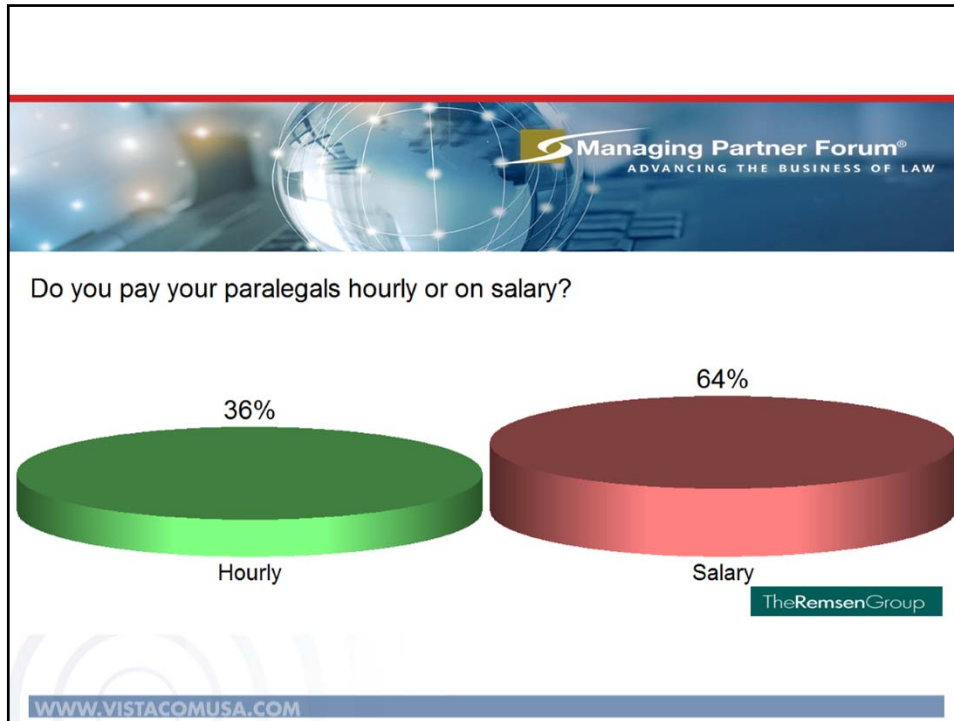 Managing Partner Forum®
ADVANCING THE BUSINESS OF LAW
Do you pay your paralegals hourly or on salary?
36%
64%
Hourly
Salary
TheRemsenGroup
WWW.VISTACOMUSA.COM